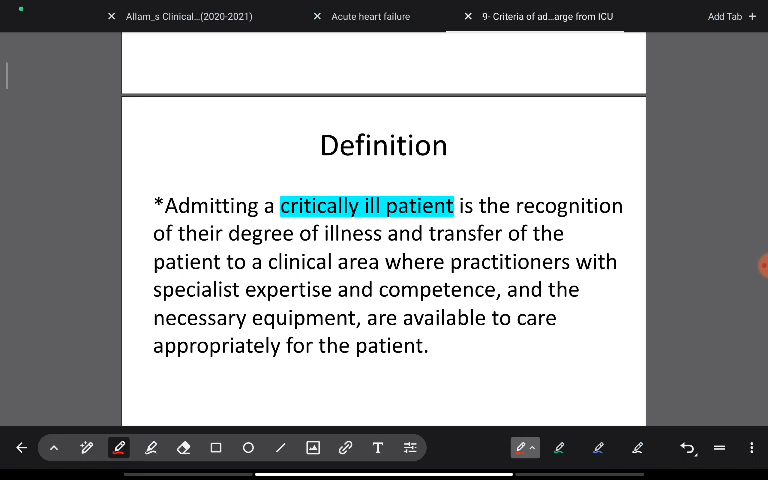 Allam_s Clinical...(2020-2021)
Acute heart failure
9- Criteria of ad...arge from ICU
Add Tab +
Definition
*Admitting a critically ill patient is the recognition
of their degree of illness and transfer of the
patient to a clinical area where practitioners with
specialist expertise and competence, and the
necessary equipment, are available to care
appropriately for the patient.
T